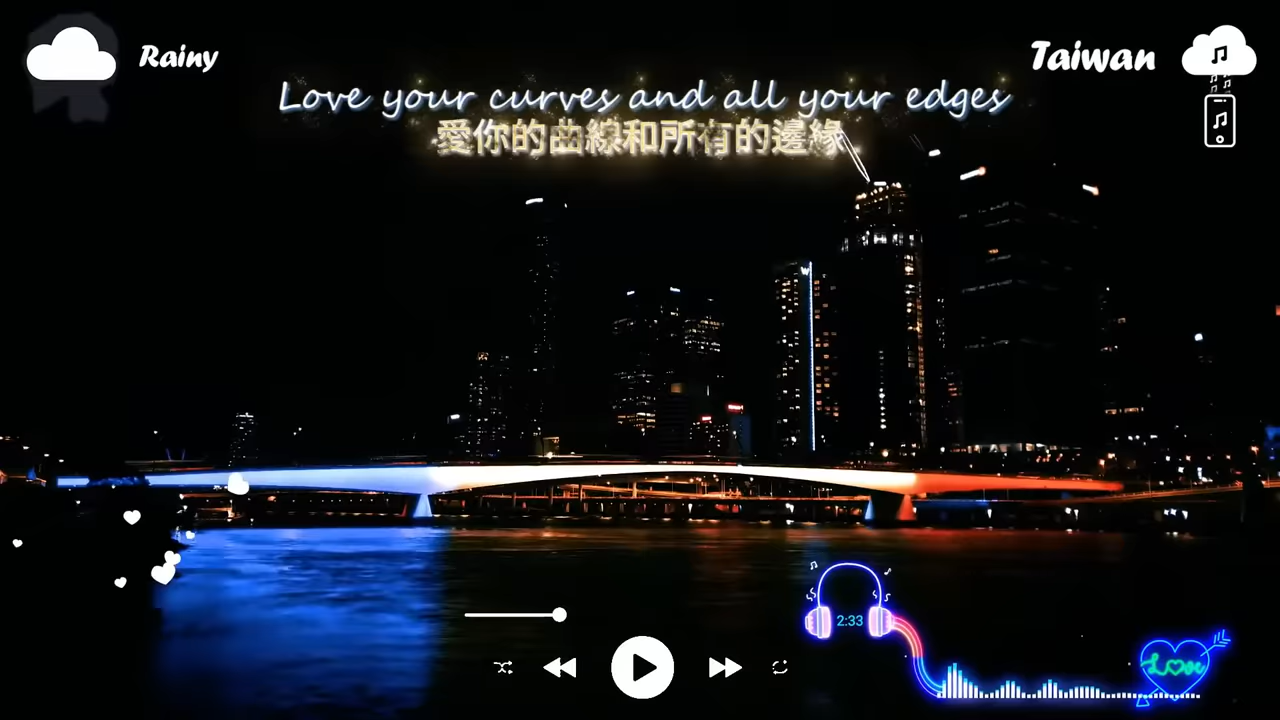 Rainy
Taiwan
Love your curves and all your edges
愛你的曲線和所有的邊緣
W
2:33
Love